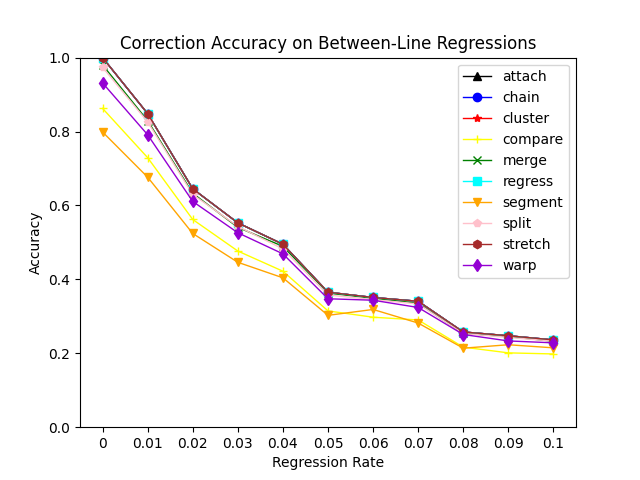 Correction Accuracy on Between-Line Regressions
1.0
0.8
0.6
0.4
0.2
0.0
Accuracy
0 0.01 0.02 0.03 0.04 0.05 0.06 0.07 0.08 0.09 0.1
Regression Rate
attach
chain
cluster
compare
merge
regress
segment
split
stretch
warp